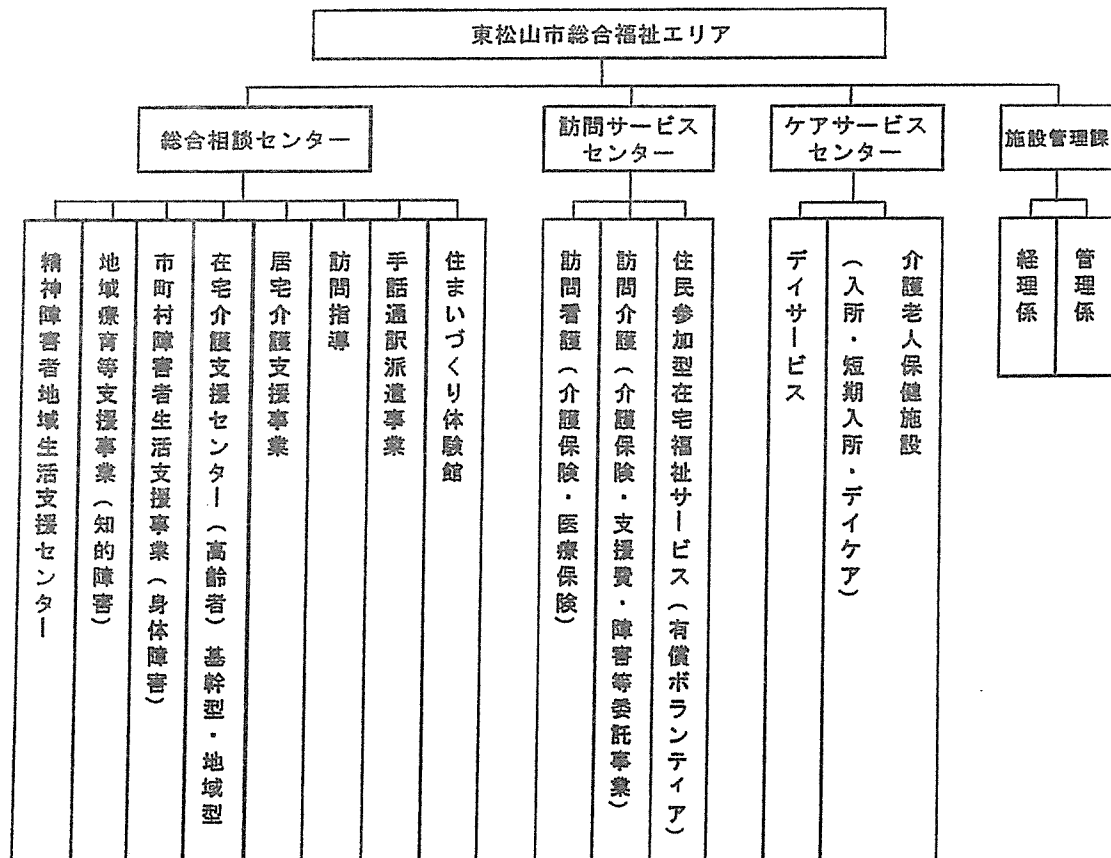 東松山市総合福祉エリア
総合相談センター
訪問サービス
センター
ケアサービス
センター
施設管理課
精神障害者地域生活支援センター
地域療育等支援事業(知的障害)
市町村障害者生活支援事業(身体障害)
在宅介護支援センター(高齢者)基幹型・地域型
居宅介護支援事業
訪問指導
手話通訳派遣事業
住まいづくり体験館
訪問看護(介護保険・医療保険)
訪問介護(介護保険・支援費・障害等委託事業)
住民参加型在宅福祉サービス(有償ボランティア)
デイサービス
介護老人保健施設
(入所・短期入所・デイケア)
経理係
管理係